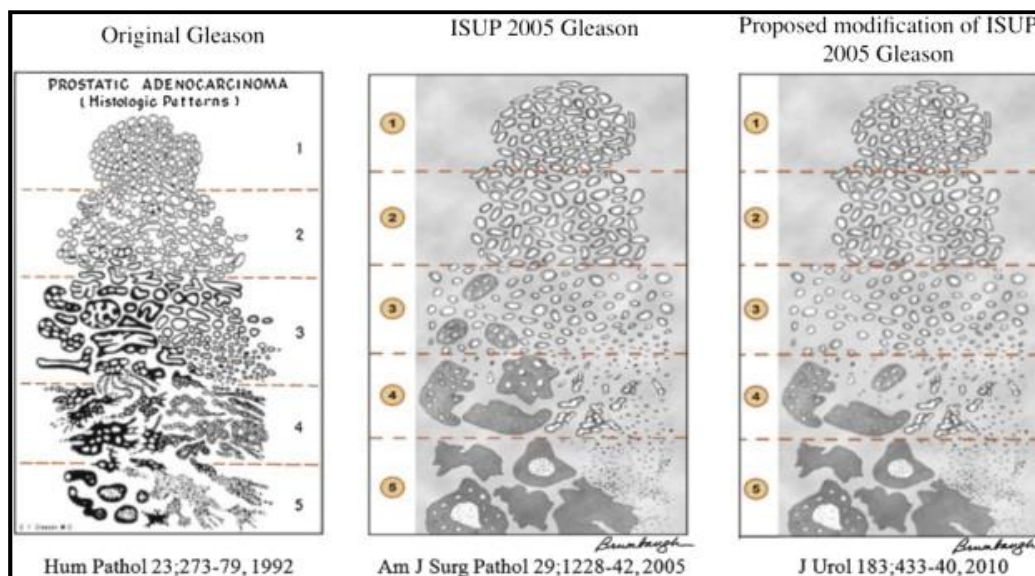 Original Gleason
PROSTATIC ADENOCARCINOMA
(Histologic Patterns)
1
2
3
4
5
Hum Pathol 23;273-79, 1992
ISUP 2005 Gleason
1
2
3
4
5
Brumbaugh
Am J Surg Pathol 29;1228-42, 2005
Proposed modification of ISUP
2005 Gleason
1
2
3
4
5
Brumbaugh
J Urol 183;433-40, 2010